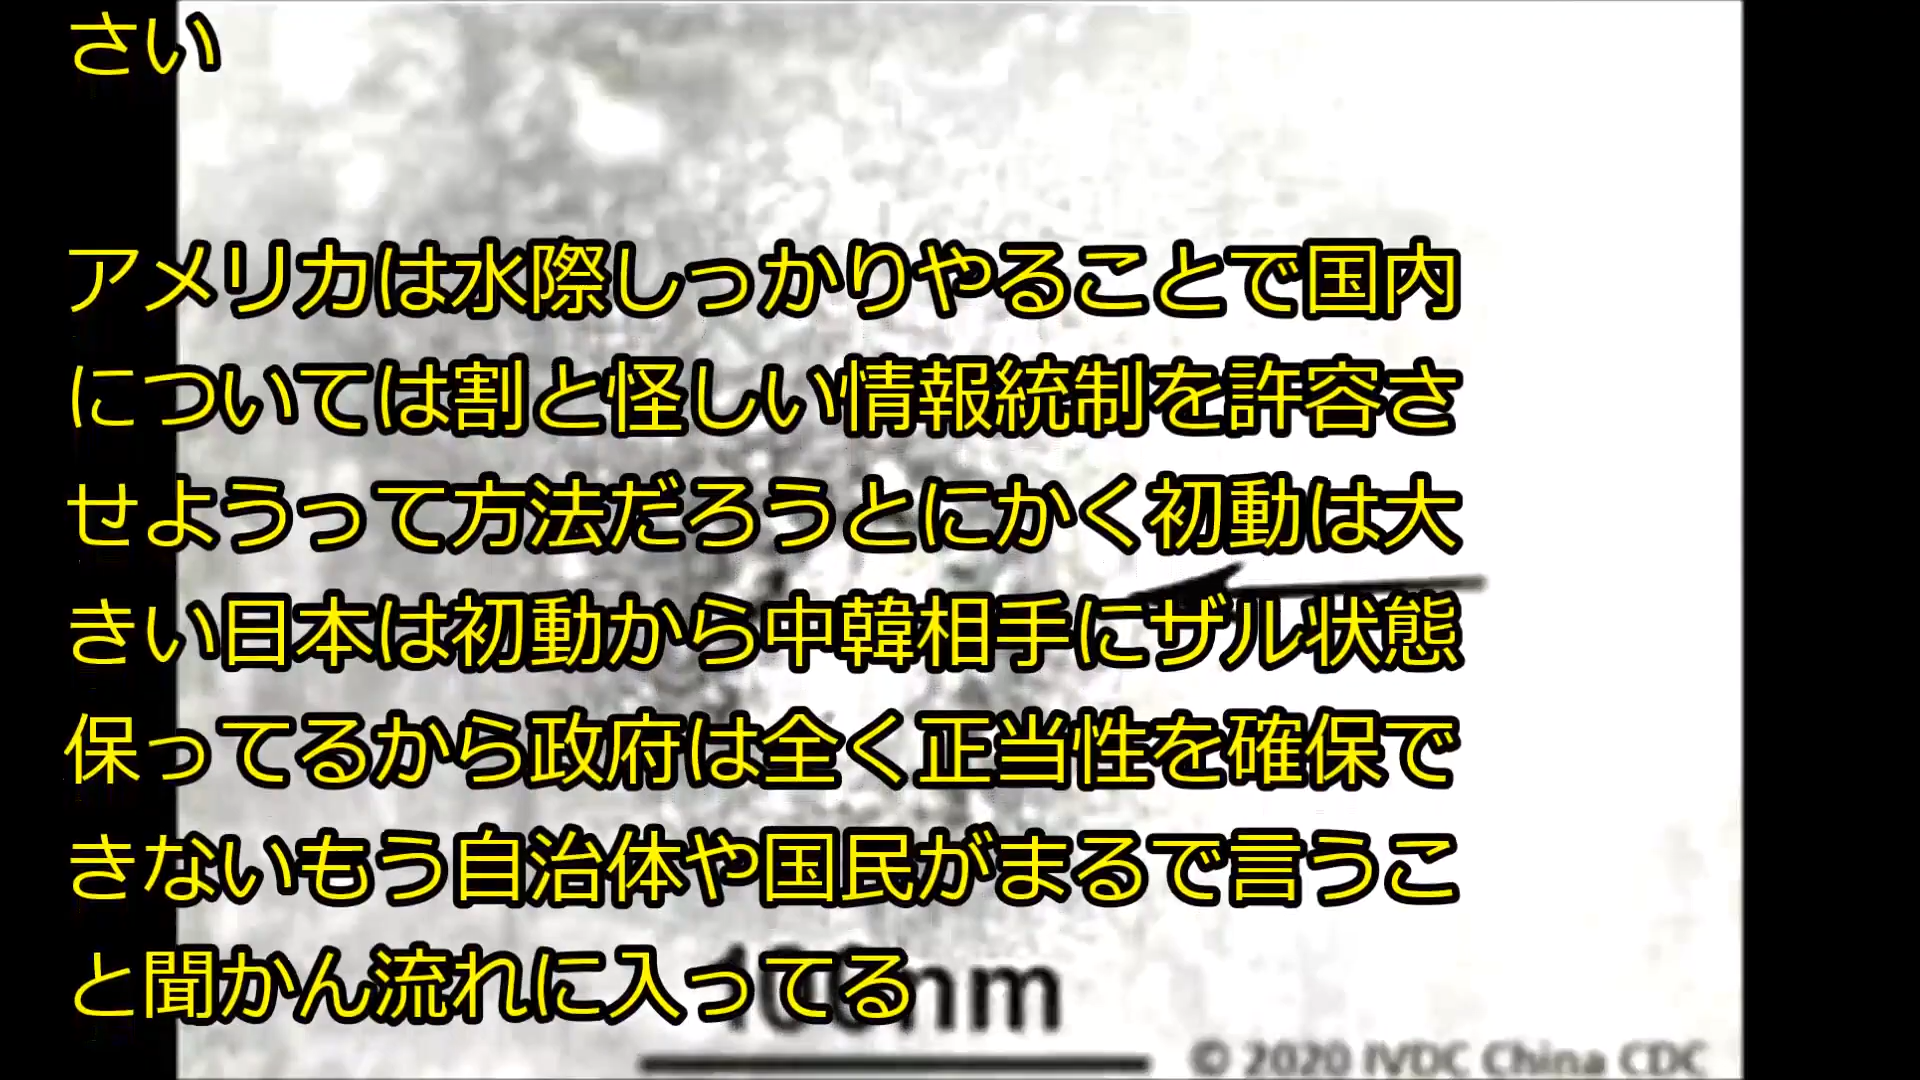 さい
アメリカは水際しっかりやることで国内
については割と怪しい情報統制を許容さ
せようって方法だろうとにかく初動は大
きい日本は初動から中韓相手にザル状態
保ってるから政府は全く正当性を確保で
きないもう自治体や国民がまるで言うこ
と聞かん流れに入ってる
100nm
© 2020 IVDC China CDC